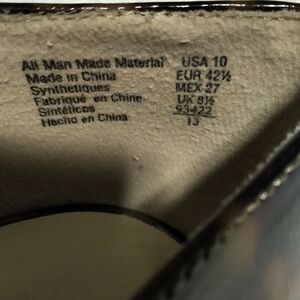 All Man Made Material
Made in China
Synthetiques
Fabriqué en Chine
Sintéticos
Hecho en China
USA 10
EUR 42½
MEX 27
UK 8½
93422
13